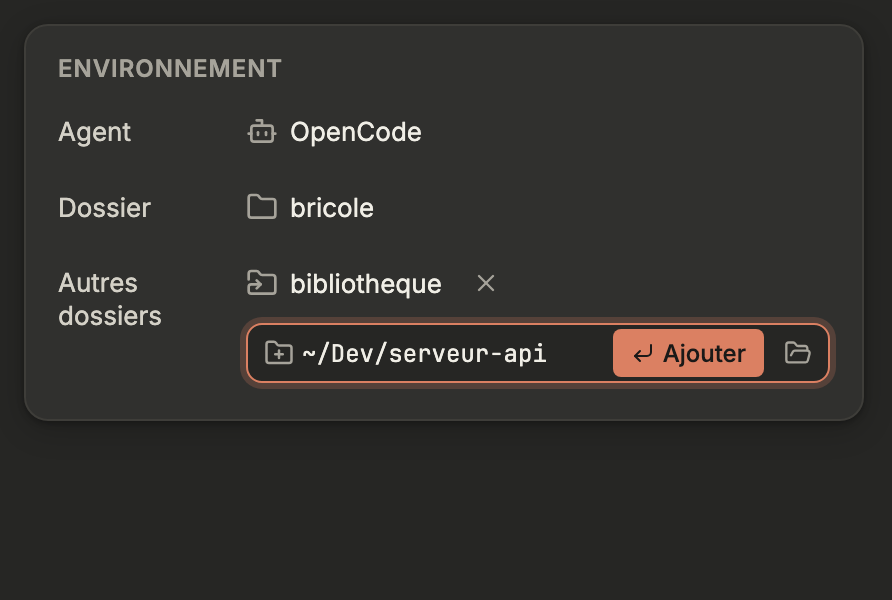 ENVIRONNEMENT
Agent
OpenCode
Dossier
bricole
Autres
dossiers
bibliotheque
~/Dev/serveur-api
Ajouter